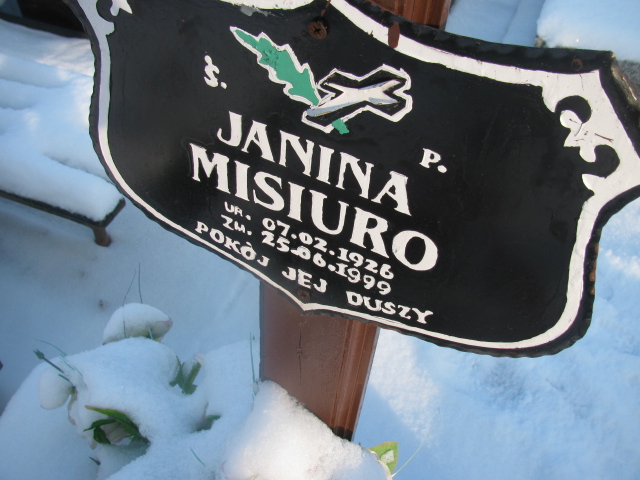 Ś. P.
JANINA
MISIURO
UR. 07.02.1926
ZM. 25.06.1999
POKÓJ JEJ DUSZY